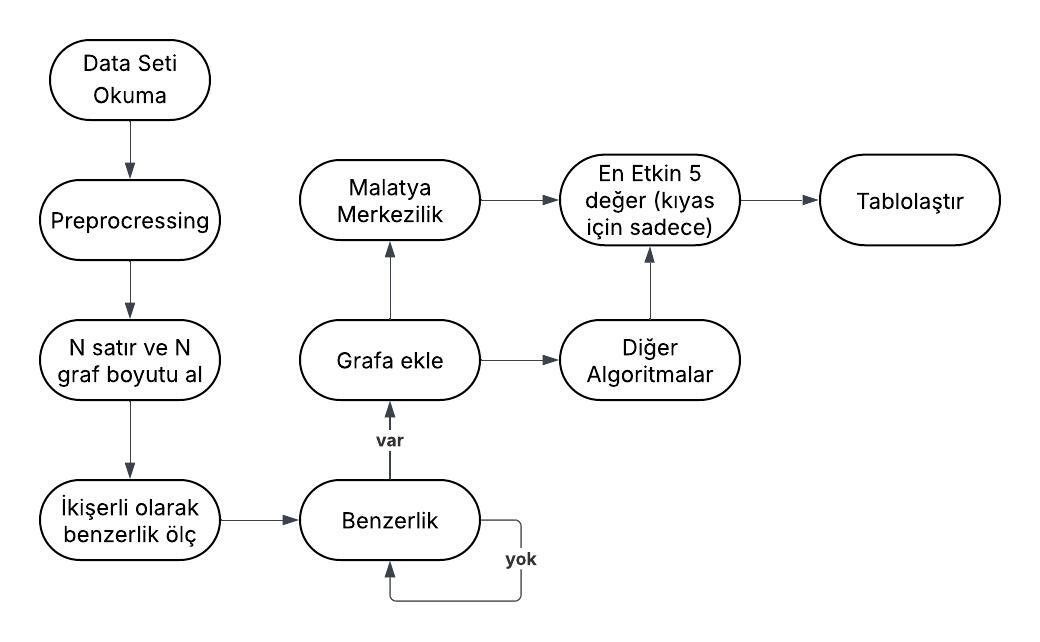 Data Seti
Okuma
Preprocressing
N satır ve N
graf boyutu al
İkişerli olarak
benzerlik ölç
Benzerlik
yok
var
Grafa ekle
Malatya
Merkezilik
Diğer
Algoritmalar
En Etkin 5
değer (kıyas
için sadece)
Tablolaştır